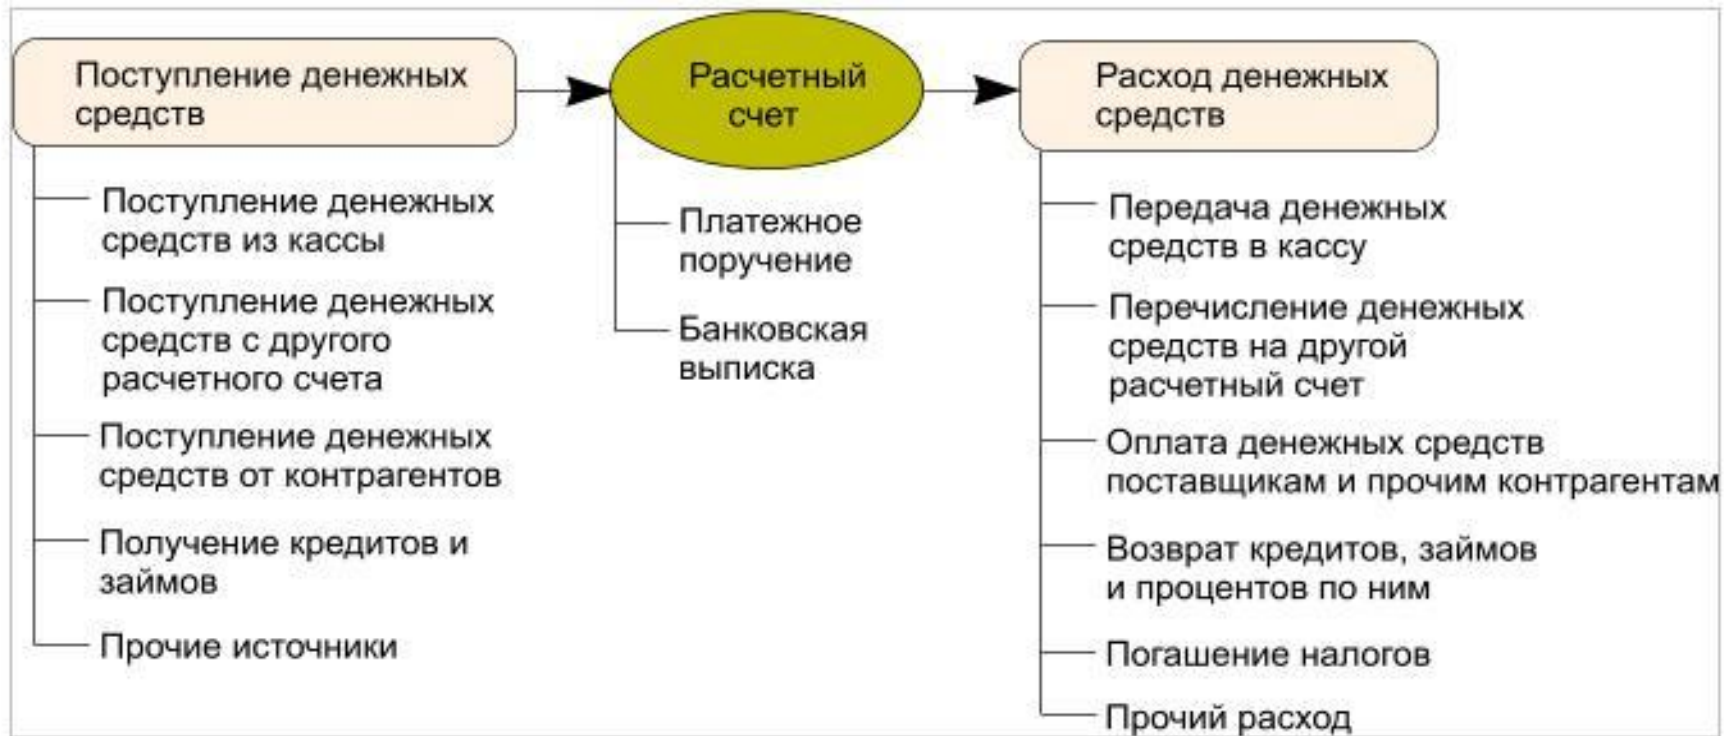 Поступление денежных
средств
Поступление денежных
средств из кассы
Поступление денежных
средств с другого
расчетного счета
Поступление денежных
средств от контрагентов
Получение кредитов и
займов
Прочие источники
Расчетный
счет
Платежное
поручение
Банковская
выписка
Расход денежных
средств
Передача денежных
средств в кассу
Перечисление денежных
средств на другой
расчетный счет
Оплата денежных средств
поставщикам и прочим контрагентам
Возврат кредитов, займов
и процентов по ним
Погашение налогов
Прочий расход